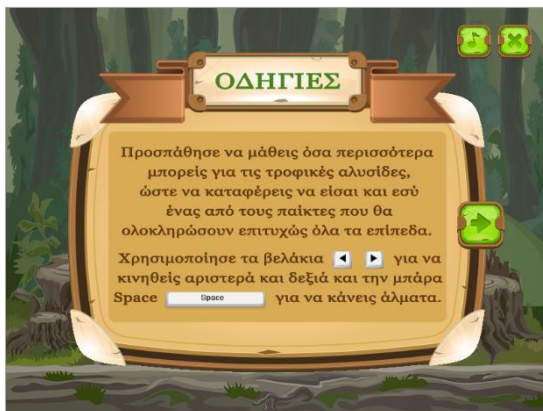 ΟΔΗΓΙΕΣ
Προσπάθησε να μάθεις όσα περισσότερα
μπορείς για τις τροφικές αλυσίδες,
ώστε να καταφέρεις να είσαι και εσύ
ένας από τους παίκτες που θα
ολοκληρώσουν επιτυχώς όλα τα επίπεδα.
Χρησιμοποίησε τα βελάκια για να
κινηθείς αριστερά και δεξιά και την μπάρα
Space Space για να κάνεις άλματα.